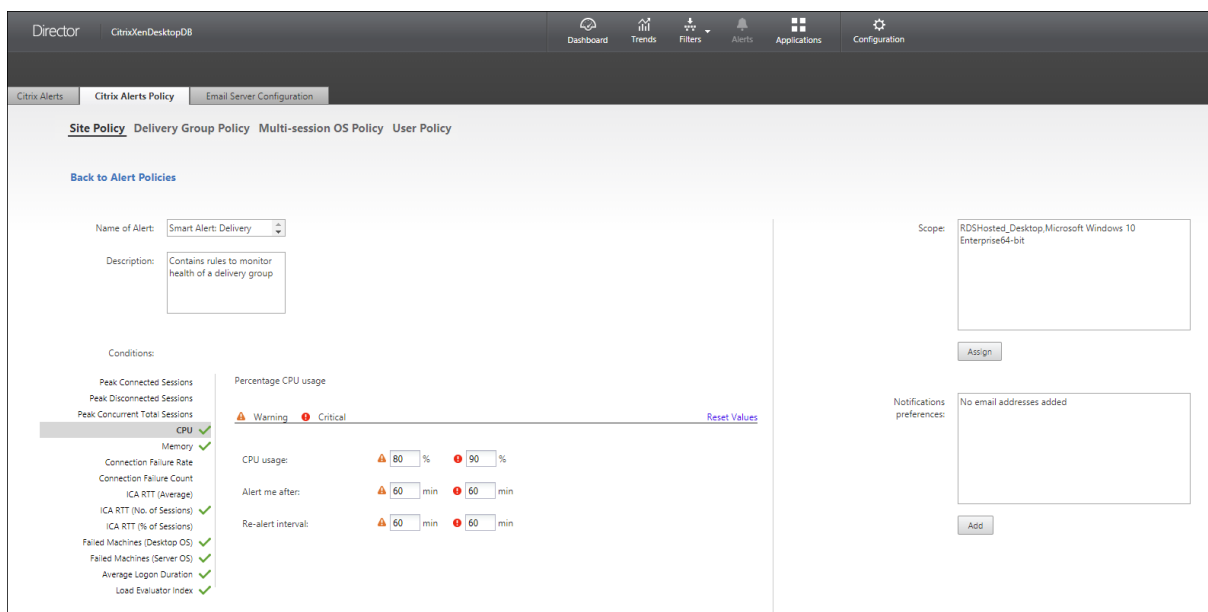 Director CitrixXenDesktopDB
Dashboard Trends Filters Alerts Applications Configuration
Citrix Alerts Citrix Alerts Policy Email Server Configuration
Site Policy Delivery Group Policy Multi-session OS Policy User Policy
Back to Alert Policies
Name of Alert: Smart Alert: Delivery
Description: Contains rules to monitor
health of a delivery group
Conditions:
Peak Connected Sessions
Peak Disconnected Sessions
Peak Concurrent Total Sessions
CPU
Memory
Connection Failure Rate
Connection Failure Count
ICA RTT (Average)
ICA RTT (No. of Sessions)
ICA RTT (% of Sessions)
Failed Machines (Desktop OS)
Failed Machines (Server OS)
Average Logon Duration
Load Evaluator Index
Percentage CPU usage
Warning Critical Reset Values
CPU usage: 80 % 90 %
Alert me after: 60 min 60 min
Re-alert interval: 60 min 60 min
Scope: RDSHosted_Desktop,Microsoft Windows 10
Enterprise64-bit
Assign
Notifications
preferences:
No email addresses added
Add